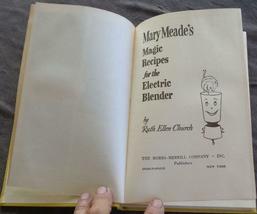 Mary Meade's
Magic
Recipes
for the
Electric
Blender
by
Ruth Ellen Church
THE BOBBS-MERRILL COMPANY • INC.
Publishers
INDIANAPOLIS NEW YORK